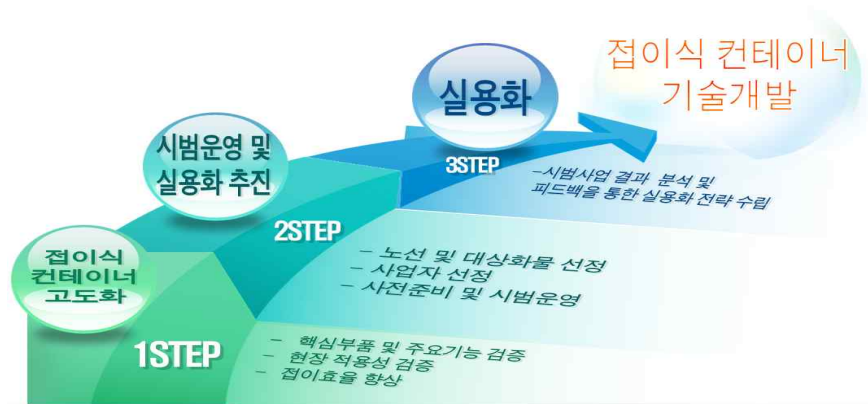 접이식 컨테이너
기술개발
실용화
3STEP
-시범사업 결과 분석 및
피드백을 통한 실용화 전략 수립
시범운영 및
실용화 추진
2STEP
- 노선 및 대상화물 선정
- 사업자 선정
- 사전준비 및 시범운영
접이식
컨테이너
고도화
1STEP
- 핵심부품 및 주요기능 검증
- 현장 적용성 검증
- 접이효율 향상